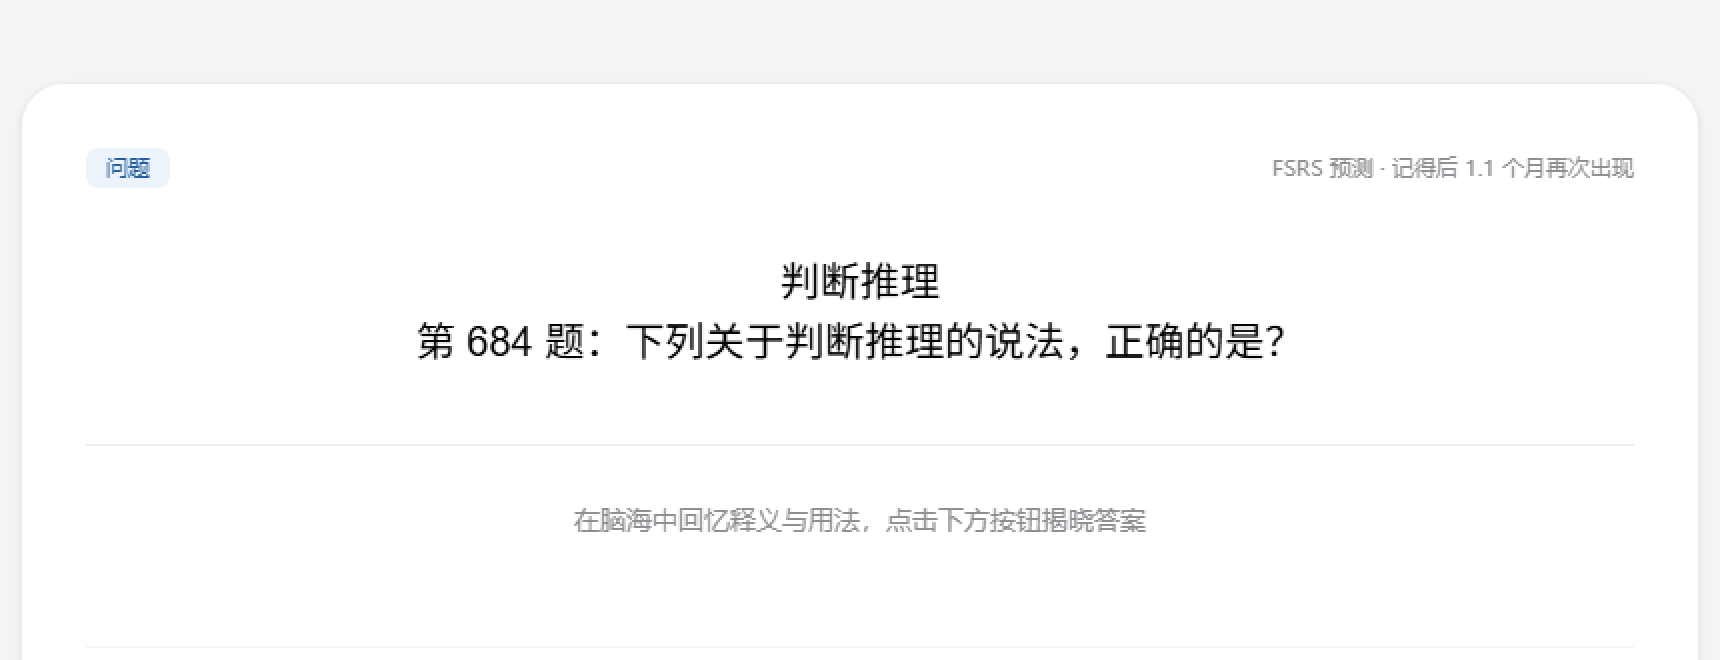 问题
FSRS 预测 · 记得后 1.1 个月再次出现
判断推理
第 684 题：下列关于判断推理的说法，正确的是？
在脑海中回忆释义与用法，点击下方按钮揭晓答案